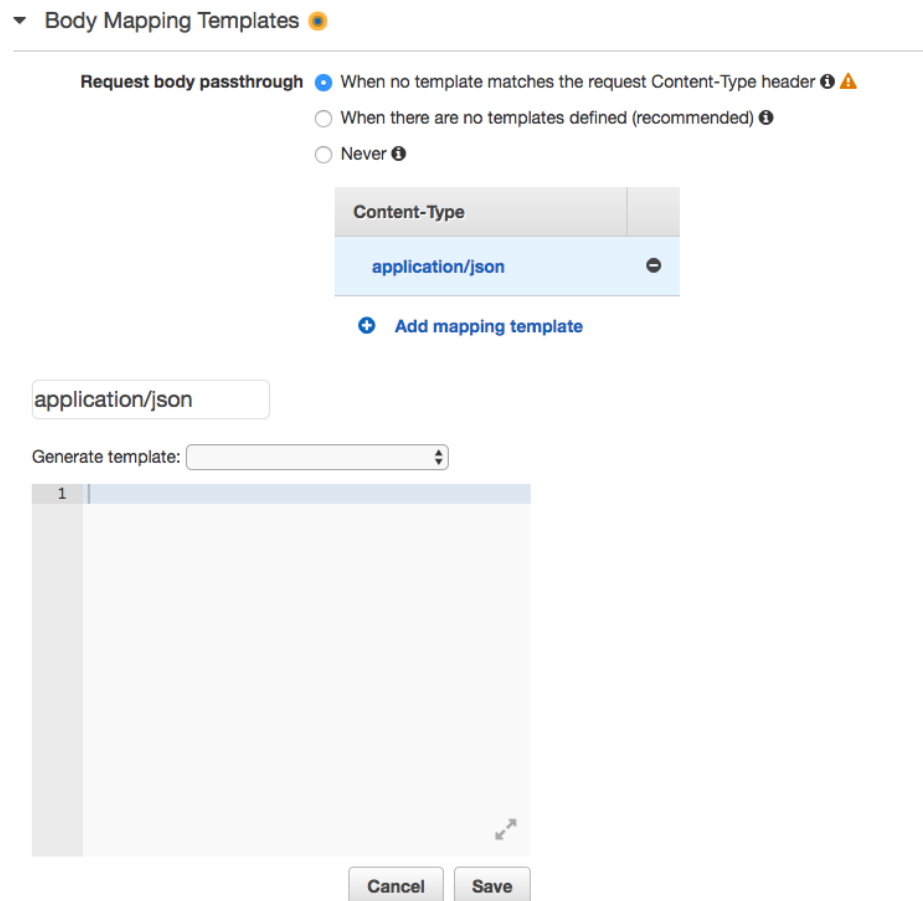 Body Mapping Templates
Request body passthrough When no template matches the request Content-Type header
When there are no templates defined (recommended)
Never
Content-Type
application/json
Add mapping template
application/json
Generate template:
1
Cancel Save